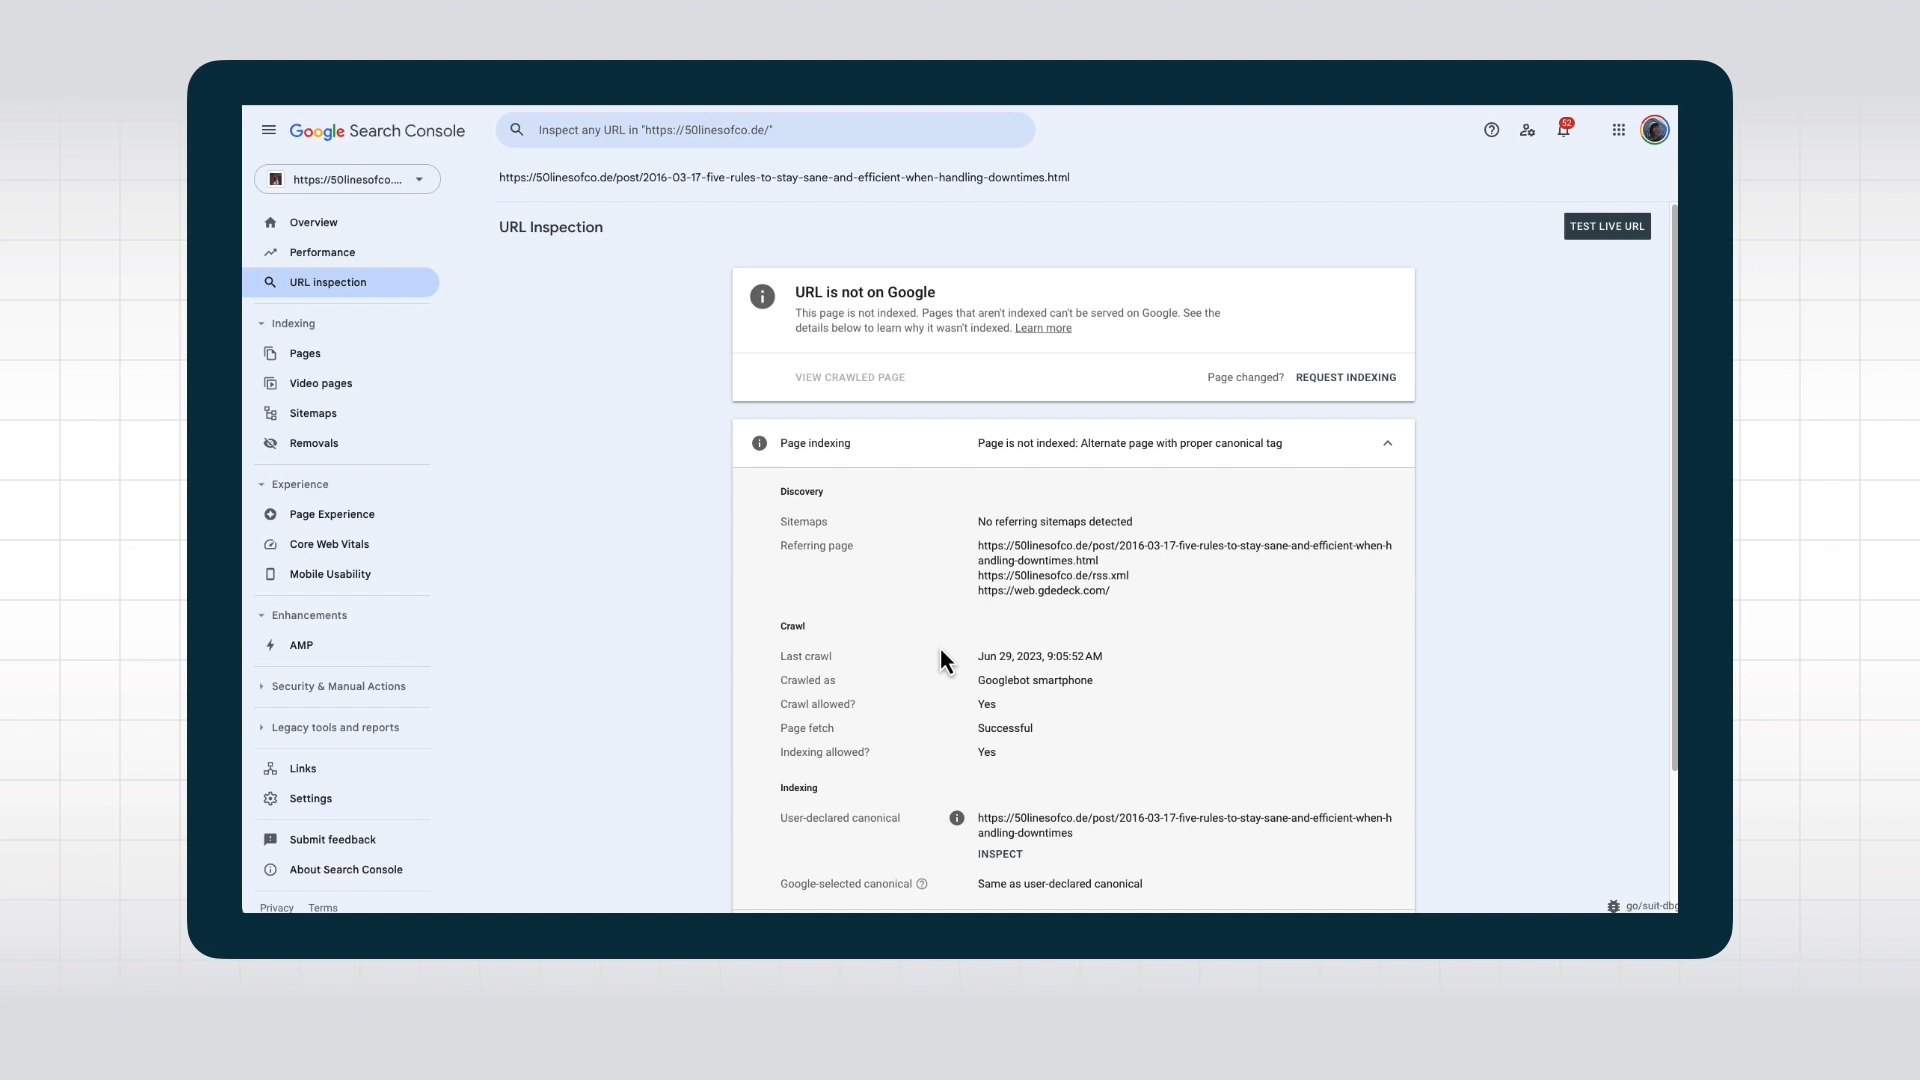 Google Search Console
Inspect any URL in "https://50linesofco.de/"
52
https://50linesofco....
https://50linesofco.de/post/2016-03-17-five-rules-to-stay-sane-and-efficient-when-handling-downtimes.html
Overview
Performance
URL inspection
Indexing
Pages
Video pages
Sitemaps
Removals
Experience
Page Experience
Core Web Vitals
Mobile Usability
Enhancements
AMP
Security & Manual Actions
Legacy tools and reports
Links
Settings
Submit feedback
About Search Console
Privacy Terms
URL Inspection
TEST LIVE URL
URL is not on Google
This page is not indexed. Pages that aren't indexed can't be served on Google. See the
details below to learn why it wasn't indexed. Learn more
VIEW CRAWLED PAGE
Page changed? REQUEST INDEXING
Page indexing
Page is not indexed: Alternate page with proper canonical tag
Discovery
Sitemaps
No referring sitemaps detected
Referring page
https://50linesofco.de/post/2016-03-17-five-rules-to-stay-sane-and-efficient-when-h
andling-downtimes.html
https://50linesofco.de/rss.xml
https://web.gdedeck.com/
Crawl
Last crawl
Jun 29, 2023, 9:05:52 AM
Crawled as
Googlebot smartphone
Crawl allowed?
Yes
Page fetch
Successful
Indexing allowed?
Yes
Indexing
User-declared canonical
https://50linesofco.de/post/2016-03-17-five-rules-to-stay-sane-and-efficient-when-h
andling-downtimes
INSPECT
Google-selected canonical
Same as user-declared canonical
go/suit-dbg